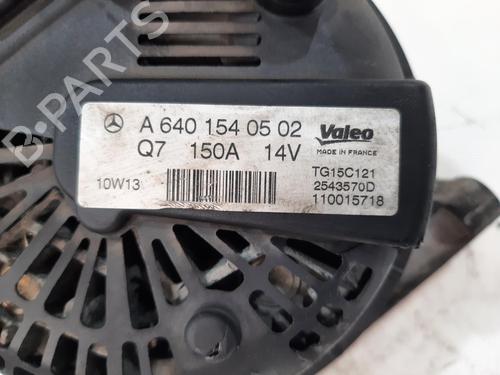 B-PARTS
A 640 154 05 02
Valeo
MADE IN FRANCE
Q7 150A 14V
TG15C121
10W13
2543570D
110015718